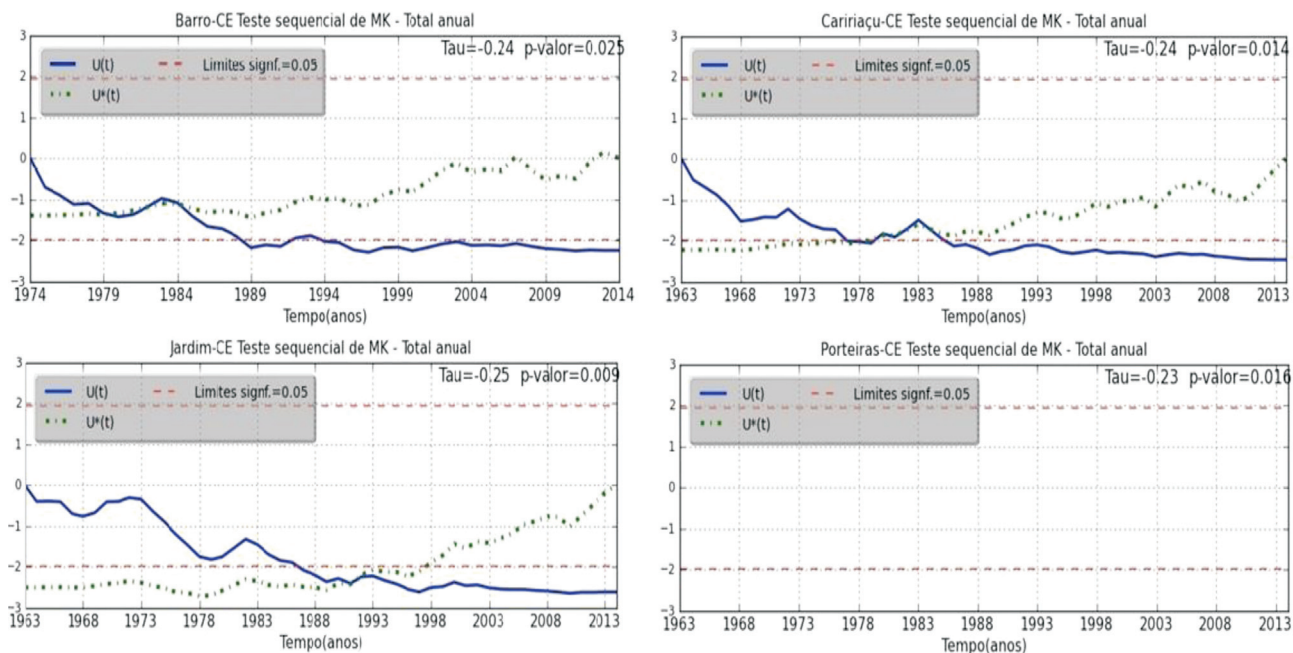 Barro-CE Teste sequencial de MK - Total anual
Tau=-0.24 p-valor=0.025
U(t)
Limites signf.=0.05
U*(t)
3
2
1
0
−1
−2
−3
1974 1979 1984 1989 1994 1999 2004 2009 2014
Tempo(anos)
Caririaçu-CE Teste sequencial de MK - Total anual
Tau=-0.24 p-valor=0.014
U(t)
Limites signf.=0.05
U*(t)
3
2
1
0
−1
−2
−3
1963 1968 1973 1978 1983 1988 1993 1998 2003 2008 2013
Tempo(anos)
Jardim-CE Teste sequencial de MK - Total anual
Tau=-0.25 p-valor=0.009
U(t)
Limites signf.=0.05
U*(t)
3
2
1
0
−1
−2
−3
1963 1968 1973 1978 1983 1988 1993 1998 2003 2008 2013
Tempo(anos)
Porteiras-CE Teste sequencial de MK - Total anual
Tau=-0.23 p-valor=0.016
U(t)
Limites signf.=0.05
U*(t)
3
2
1
0
−1
−2
−3
1963 1968 1973 1978 1983 1988 1993 1998 2003 2008 2013
Tempo(anos)